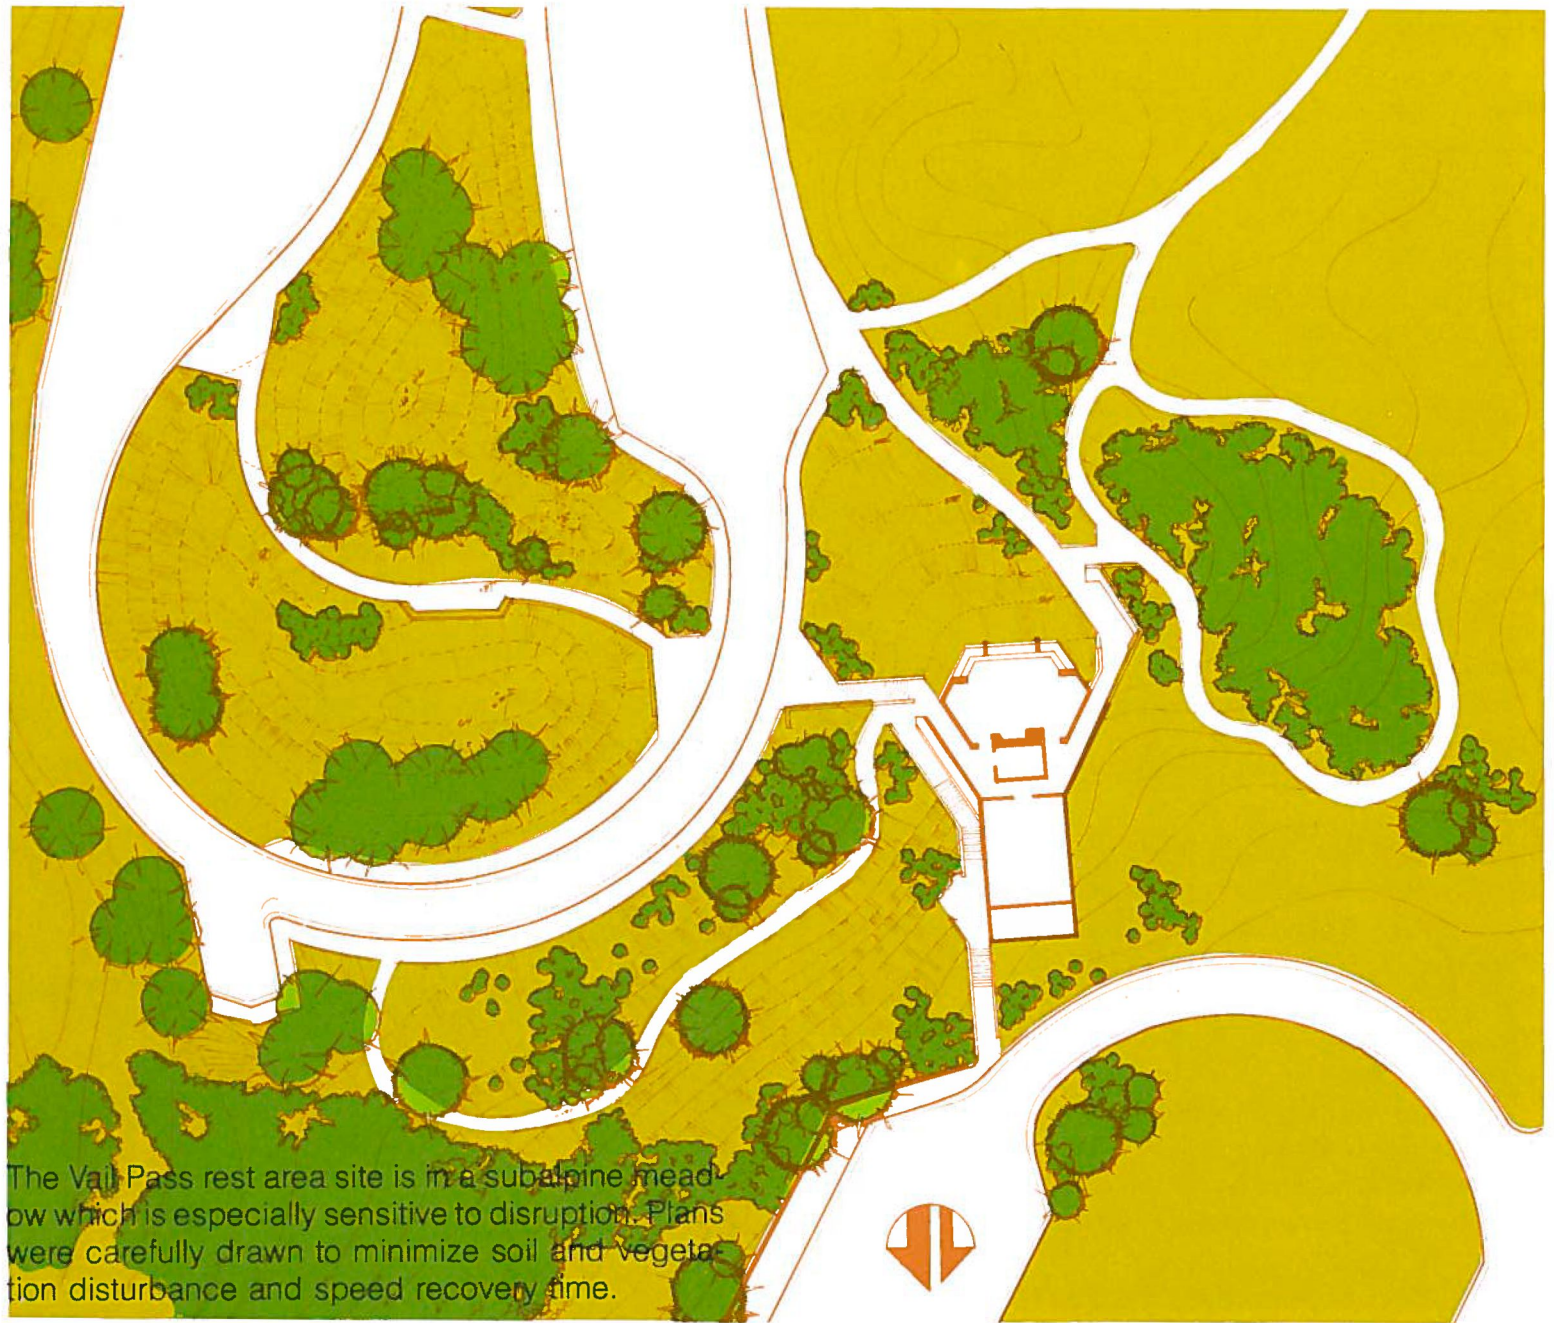 The Vail Pass rest area site is in a subalpine mead-
ow which is especially sensitive to disruption. Plans
were carefully drawn to minimize soil and vegeta-
tion disturbance and speed recovery time.